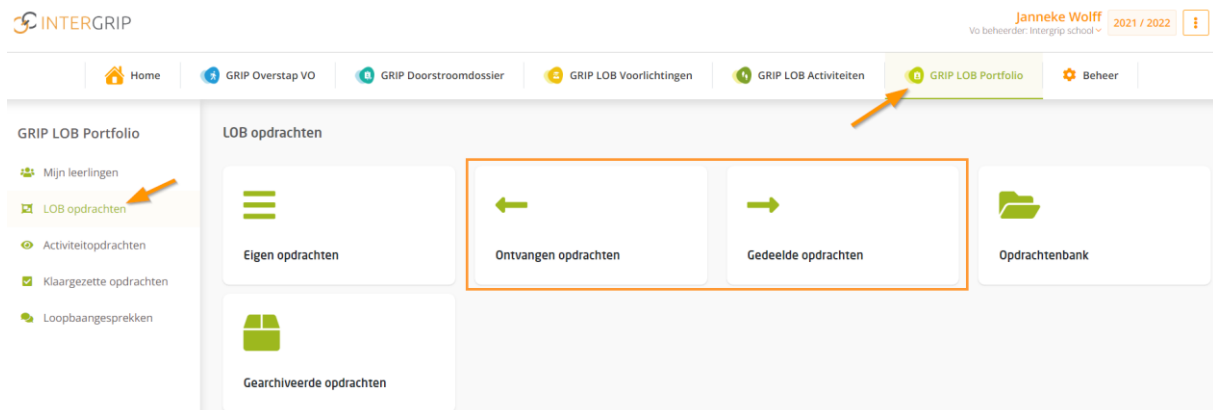 INTERGRIP
Janneke Wolff
Vo beheerder: Intergrip school
2021 / 2022
Home
GRIP Overstap VO
GRIP Doorstroomdossier
GRIP LOB Voorlichtingen
GRIP LOB Activiteiten
GRIP LOB Portfolio
Beheer
GRIP LOB Portfolio
Mijn leerlingen
LOB opdrachten
Activiteitopdrachten
Klaargezette opdrachten
Loopbaangesprekken
LOB opdrachten
Eigen opdrachten
Ontvangen opdrachten
Gedeelde opdrachten
Opdrachtenbank
Gearchiveerde opdrachten